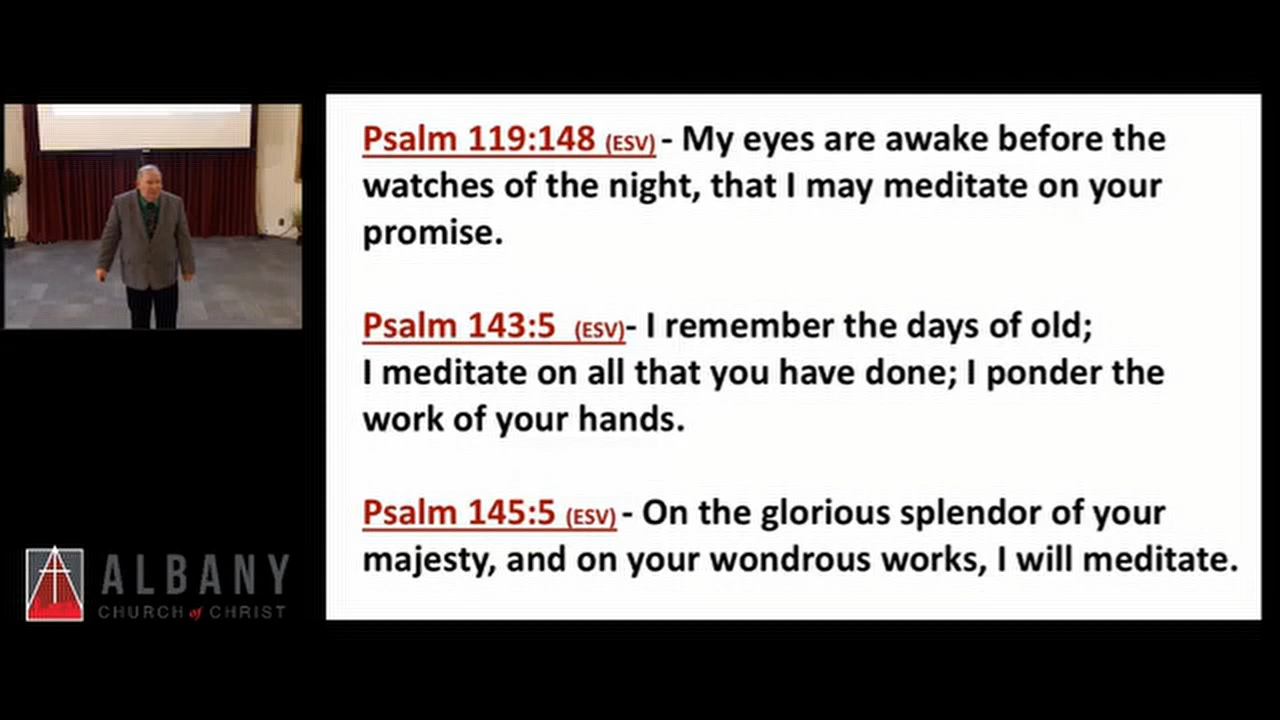 Psalm 119:148 (ESV) - My eyes are awake before the
watches of the night, that I may meditate on your
promise.
Psalm 143:5 (ESV)- I remember the days of old;
I meditate on all that you have done; I ponder the
work of your hands.
Psalm 145:5 (ESV) - On the glorious splendor of your
majesty, and on your wondrous works, I will meditate.
ALBANY
CHURCH of CHRIST